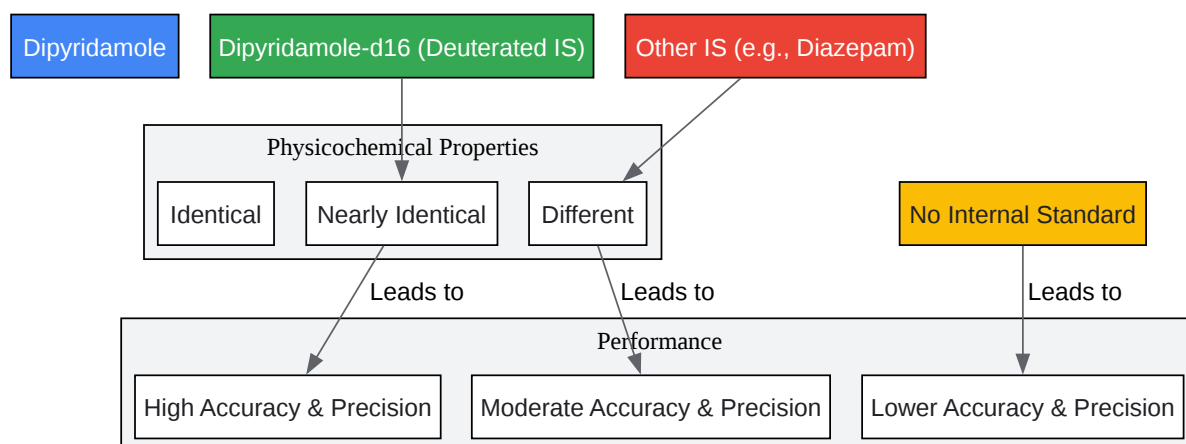 Dipyridamole
Dipyridamole-d16 (Deuterated IS)
Other IS (e.g., Diazepam)
Physicochemical Properties
Identical
Nearly Identical
Different
No Internal Standard
Leads to
Leads to
Leads to
Performance
High Accuracy & Precision
Moderate Accuracy & Precision
Lower Accuracy & Precision